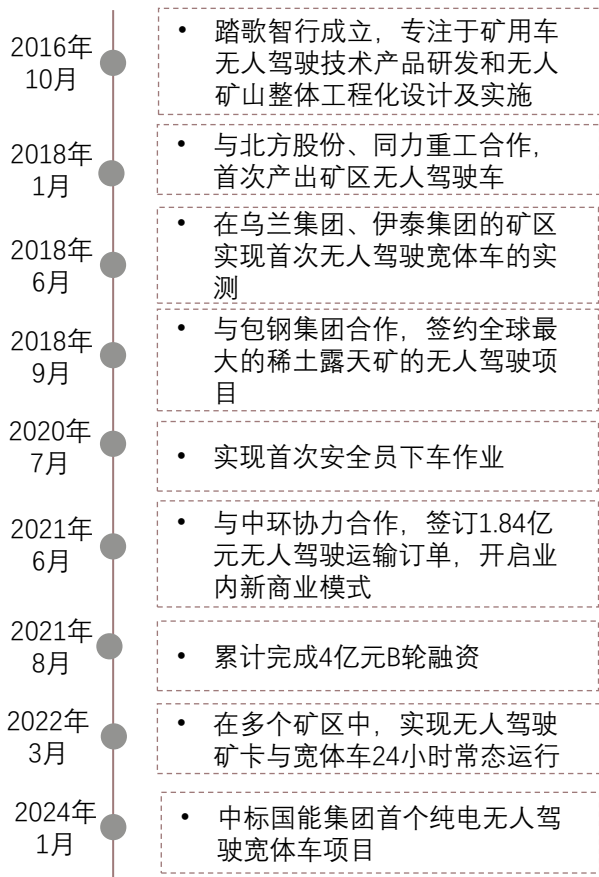 2016年
10月
• 踏歌智行成立，专注于矿用车
无人驾驶技术产品研发和无人
矿山整体工程化设计及实施
2018年
1月
• 与北方股份、同力重工合作，
首次产出矿区无人驾驶车
2018年
6月
• 在乌兰集团、伊泰集团的矿区
实现首次无人驾驶宽体车的实
测
2018年
9月
• 与包钢集团合作，签约全球最
大的稀土露天矿的无人驾驶项
目
2020年
7月
• 实现首次安全员下车作业
2021年
6月
• 与中环协力合作，签订1.84亿
元无人驾驶运输订单，开启业
内新商业模式
2021年
8月
• 累计完成4亿元B轮融资
2022年
3月
• 在多个矿区中，实现无人驾驶
矿卡与宽体车24小时常态运行
2024年
1月
• 中标国能集团首个纯电无人驾
驶宽体车项目